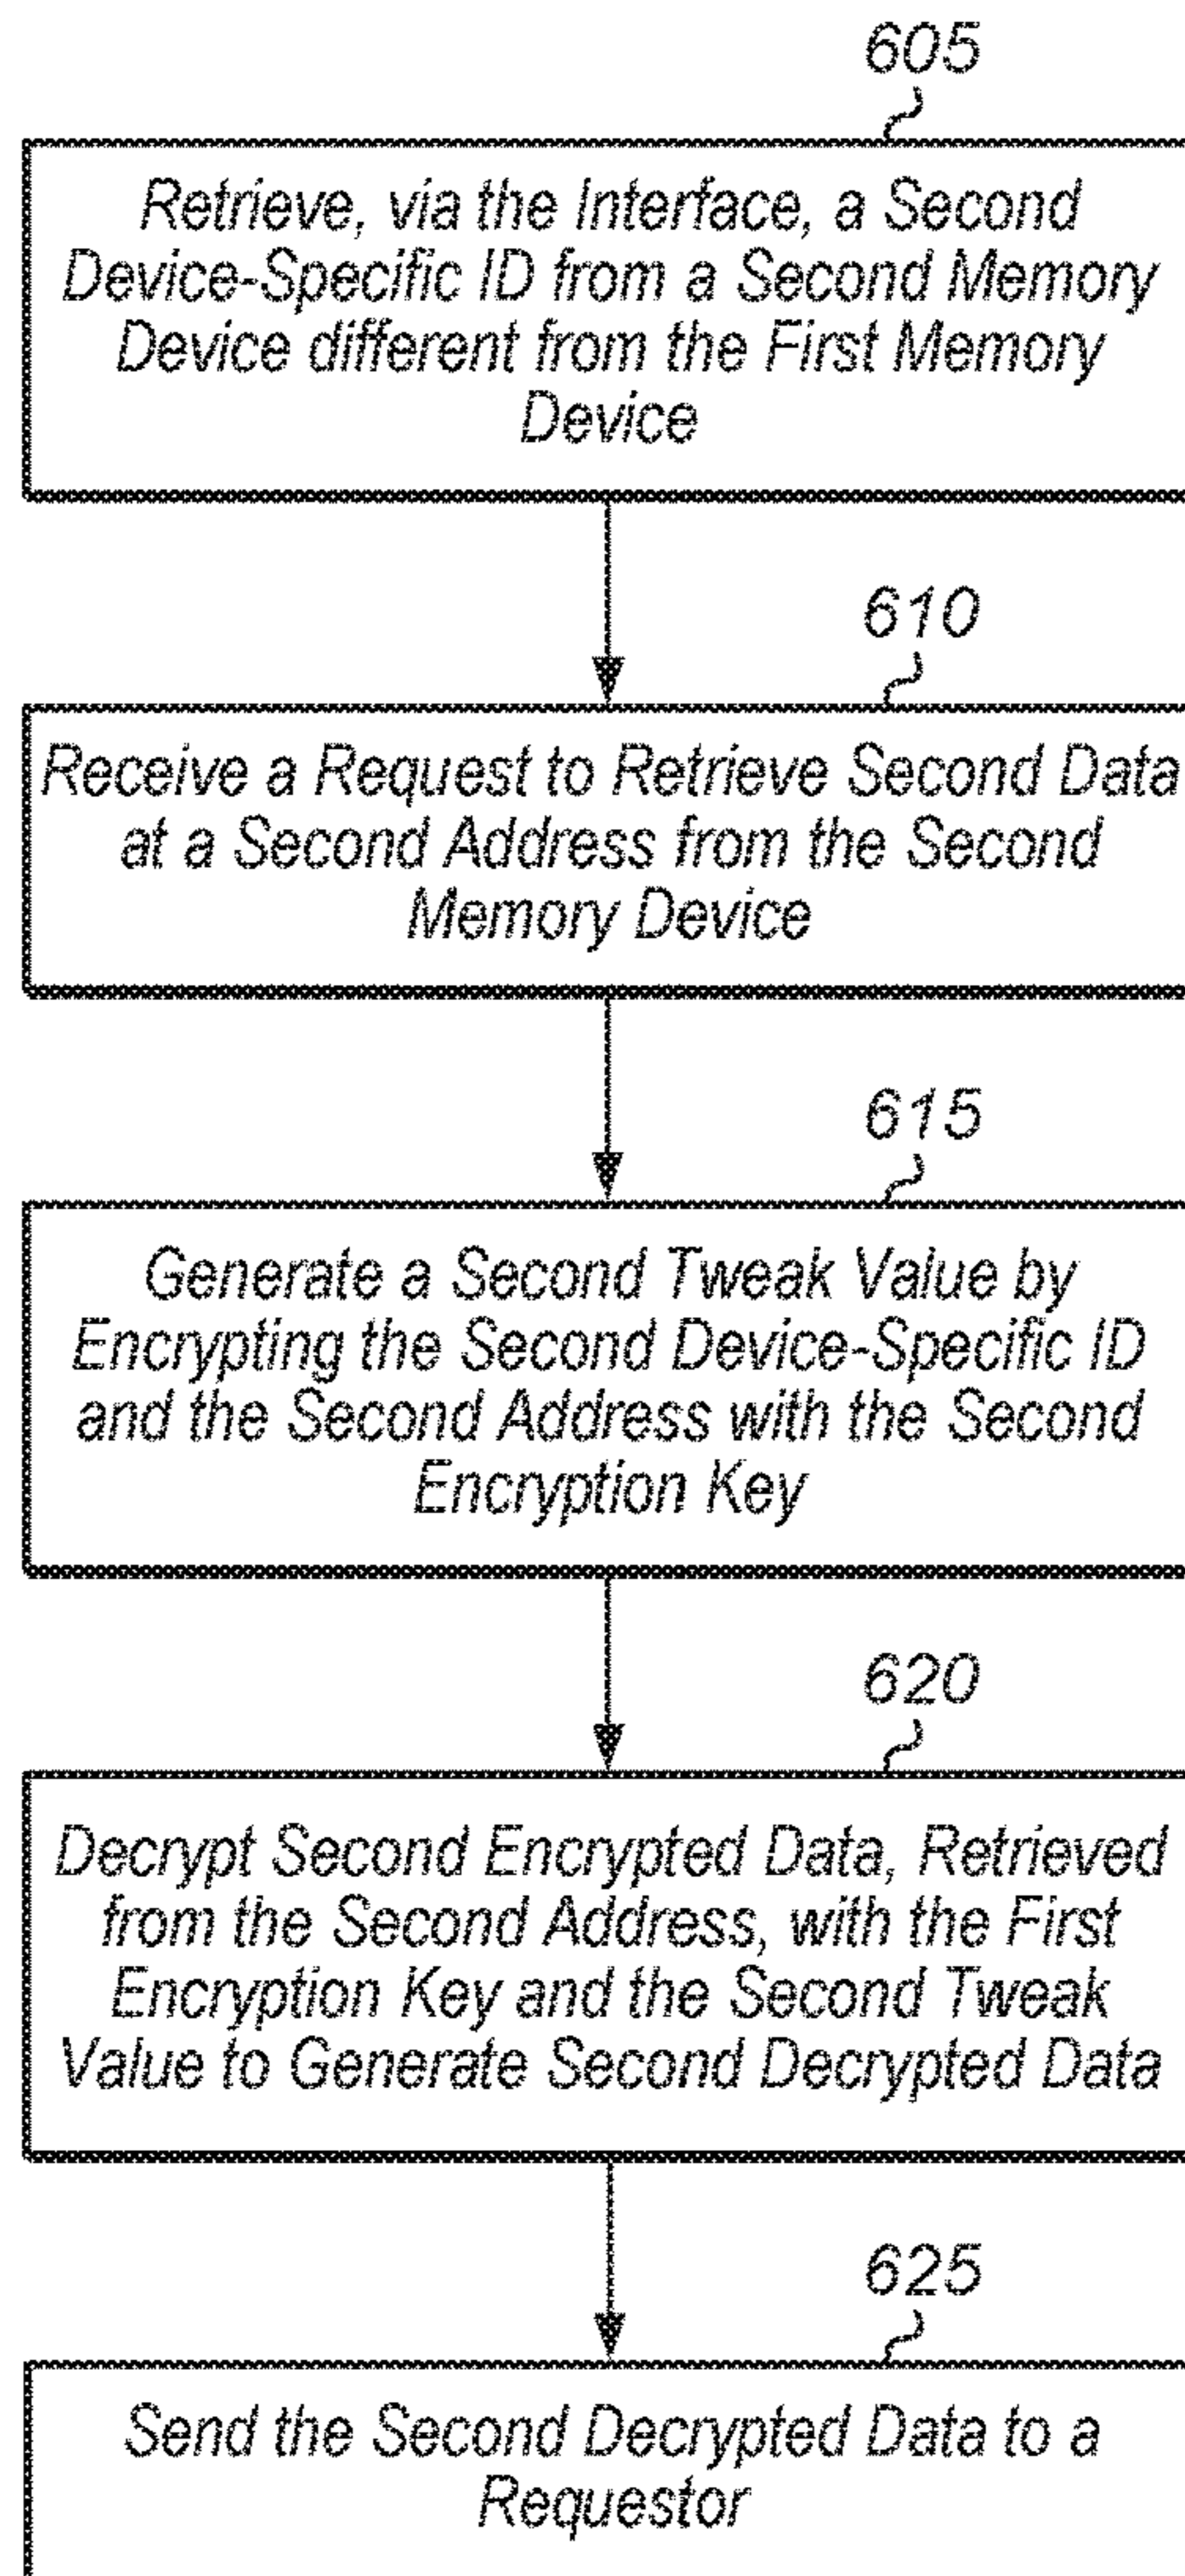 605
Retrieve, via the Interface, a Second
Device-Specific ID from a Second Memory
Device different from the First Memory
Device
610
Receive a Request to Retrieve Second Data
at a Second Address from the Second
Memory Device
615
Generate a Second Tweak Value by
Encrypting the Second Device-Specific ID
and the Second Address with the Second
Encryption Key
620
Decrypt Second Encrypted Data, Retrieved
from the Second Address, with the First
Encryption Key and the Second Tweak
Value to Generate Second Decrypted Data
625
Send the Second Decrypted Data to a
Requestor